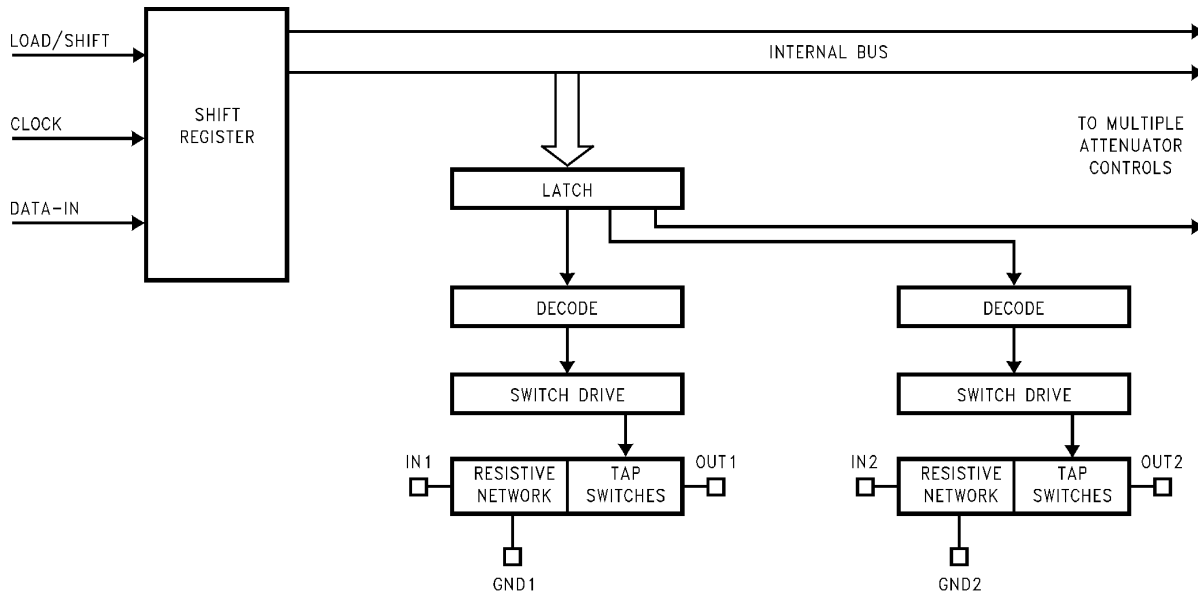 LOAD/SHIFT
CLOCK
DATA-IN
SHIFT
REGISTER
INTERNAL BUS
TO MULTIPLE
ATTENUATOR
CONTROLS
LATCH
DECODE
DECODE
SWITCH DRIVE
SWITCH DRIVE
IN1
RESISTIVE
NETWORK
TAP
SWITCHES
OUT1
GND1
IN2
RESISTIVE
NETWORK
TAP
SWITCHES
OUT2
GND2